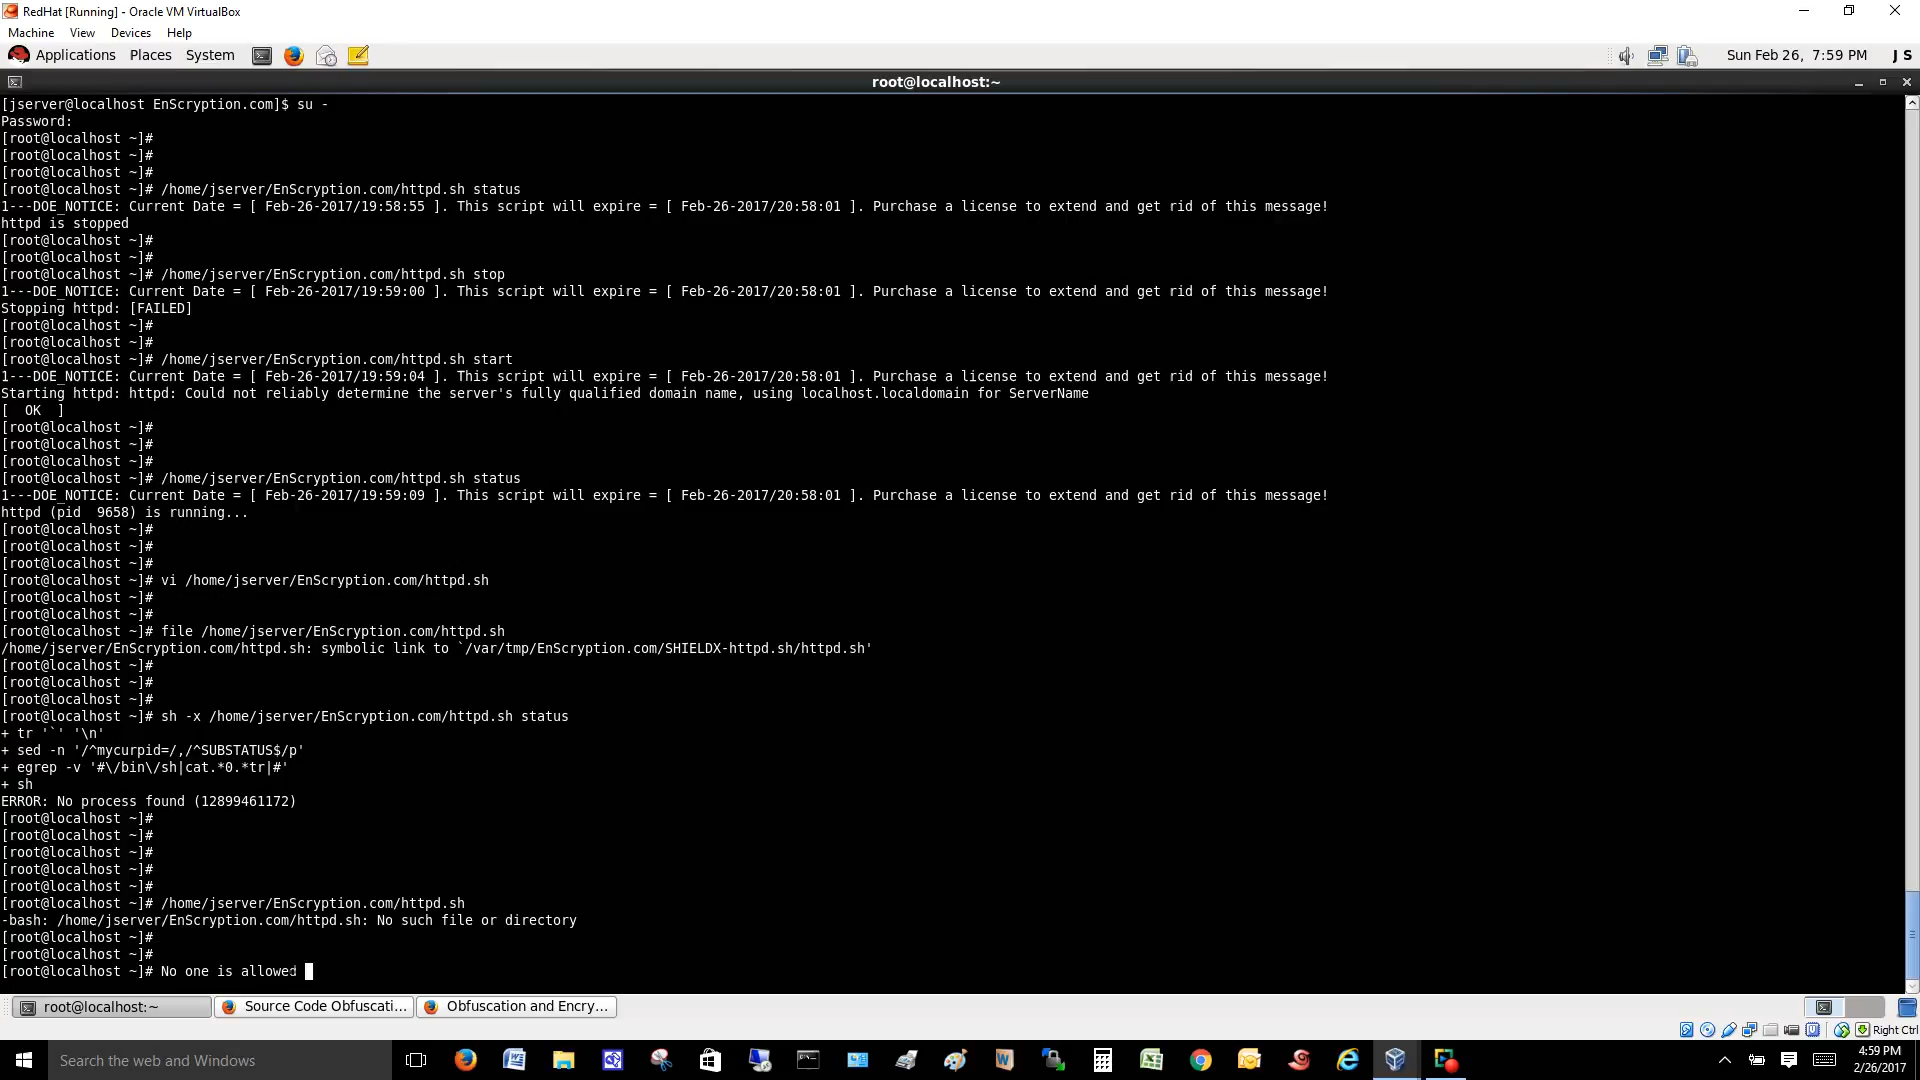 RedHat [Running] - Oracle VM VirtualBox
Machine View Devices Help
Applications Places System Sun Feb 26, 7:59 PM J S
root@localhost:~
[jserver@localhost EnScryption.com]$ su -
Password:
[root@localhost ~]#
[root@localhost ~]#
[root@localhost ~]#
[root@localhost ~]# /home/jserver/EnScryption.com/httpd.sh status
1---DOE_NOTICE: Current Date = [ Feb-26-2017/19:58:55 ]. This script will expire = [ Feb-26-2017/20:58:01 ]. Purchase a license to extend and get rid of this message!
httpd is stopped
[root@localhost ~]#
[root@localhost ~]#
[root@localhost ~]# /home/jserver/EnScryption.com/httpd.sh stop
1---DOE_NOTICE: Current Date = [ Feb-26-2017/19:59:00 ]. This script will expire = [ Feb-26-2017/20:58:01 ]. Purchase a license to extend and get rid of this message!
Stopping httpd: [FAILED]
[root@localhost ~]#
[root@localhost ~]#
[root@localhost ~]# /home/jserver/EnScryption.com/httpd.sh start
1---DOE_NOTICE: Current Date = [ Feb-26-2017/19:59:04 ]. This script will expire = [ Feb-26-2017/20:58:01 ]. Purchase a license to extend and get rid of this message!
Starting httpd: httpd: Could not reliably determine the server's fully qualified domain name, using localhost.localdomain for ServerName
[  OK  ]
[root@localhost ~]#
[root@localhost ~]#
[root@localhost ~]#
[root@localhost ~]# /home/jserver/EnScryption.com/httpd.sh status
1---DOE_NOTICE: Current Date = [ Feb-26-2017/19:59:09 ]. This script will expire = [ Feb-26-2017/20:58:01 ]. Purchase a license to extend and get rid of this message!
httpd (pid  9658) is running...
[root@localhost ~]#
[root@localhost ~]#
[root@localhost ~]#
[root@localhost ~]# vi /home/jserver/EnScryption.com/httpd.sh
[root@localhost ~]#
[root@localhost ~]#
[root@localhost ~]# file /home/jserver/EnScryption.com/httpd.sh
/home/jserver/EnScryption.com/httpd.sh: symbolic link to `/var/tmp/EnScryption.com/SHIELDX-httpd.sh/httpd.sh'
[root@localhost ~]#
[root@localhost ~]#
[root@localhost ~]#
[root@localhost ~]# sh -x /home/jserver/EnScryption.com/httpd.sh status
+ tr '`' '\n'
+ sed -n '/^mycurpid=/,/^SUBSTATUS$/p'
+ egrep -v '#\/bin\/sh|cat.*0.*tr|#'
+ sh
ERROR: No process found (12899461172)
[root@localhost ~]#
[root@localhost ~]#
[root@localhost ~]#
[root@localhost ~]#
[root@localhost ~]#
[root@localhost ~]# /home/jserver/EnScryption.com/httpd.sh
-bash: /home/jserver/EnScryption.com/httpd.sh: No such file or directory
[root@localhost ~]#
[root@localhost ~]#
[root@localhost ~]# No one is allowed
root@localhost:~ Source Code Obfuscati... Obfuscation and Encry...
Right Ctrl
Search the web and Windows
4:59 PM
2/26/2017